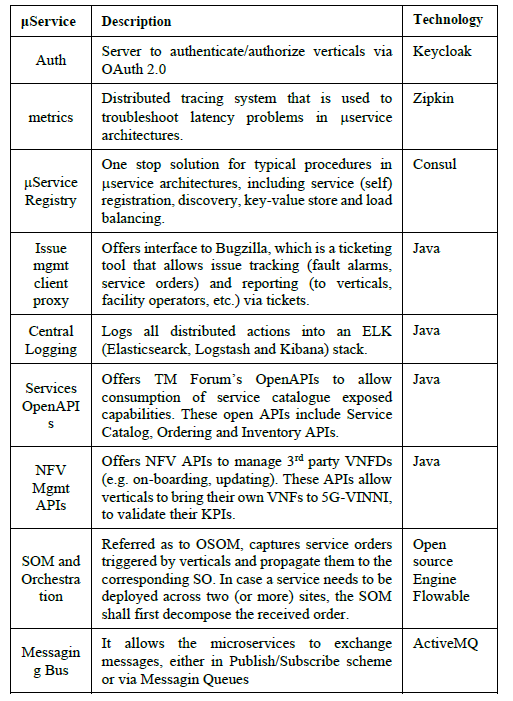 µService Description Technology
Auth
Server to authenticate/authorize verticals via
OAuth 2.0
Keycloak
metrics
Distributed tracing system that is used to
troubleshoot latency problems in µservice
architectures.
Zipkin
µService
Registry
One stop solution for typical procedures in
µservice architectures, including service (self)
registration, discovery, key-value store and load
balancing.
Consul
Issue
mgmt
client
proxy
Offers interface to Bugzilla, which is a ticketing
tool that allows issue tracking (fault alarms,
service orders) and reporting (to verticals,
facility operators, etc.) via tickets.
Java
Central
Logging
Logs all distributed actions into an ELK
(Elasticsearck, Logstash and Kibana) stack.
Java
Services
OpenAPI
s
Offers TM Forum's OpenAPIs to allow
consumption of service catalogue exposed
capabilities. These open APIs include Service
Catalog, Ordering and Inventory APIs.
Java
NFV
Mgmt
APIs
Offers NFV APIs to manage 3rd party VNFDs
(e.g. on-boarding, updating). These APIs allow
verticals to bring their own VNFs to 5G-VINNI,
to validate their KPIs.
Java
SOM and
Orchestra
tion
Referred as to OSOM, captures service orders
triggered by verticals and propagate them to the
corresponding SO. In case a service needs to be
deployed across two (or more) sites, the SOM
shall first decompose the received order.
Open
source
Engine
Flowable
Messagin
g Bus
It allows the microservices to exchange
messages, either in Publish/Subscribe scheme
or via Messagin Queues
ActiveMQ